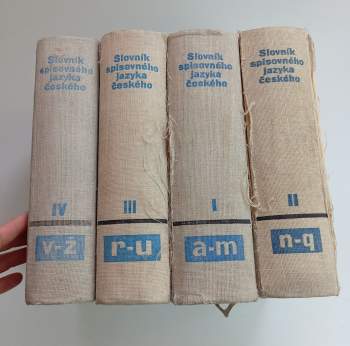 Slovník
spisovného
jazyka
českého
IV
v-ž
Slovník
spisovného
jazyka
českého
III
r-u
Slovník
spisovného
jazyka
českého
I
a-m
Slovník
spisovného
jazyka
českého
II
n-q